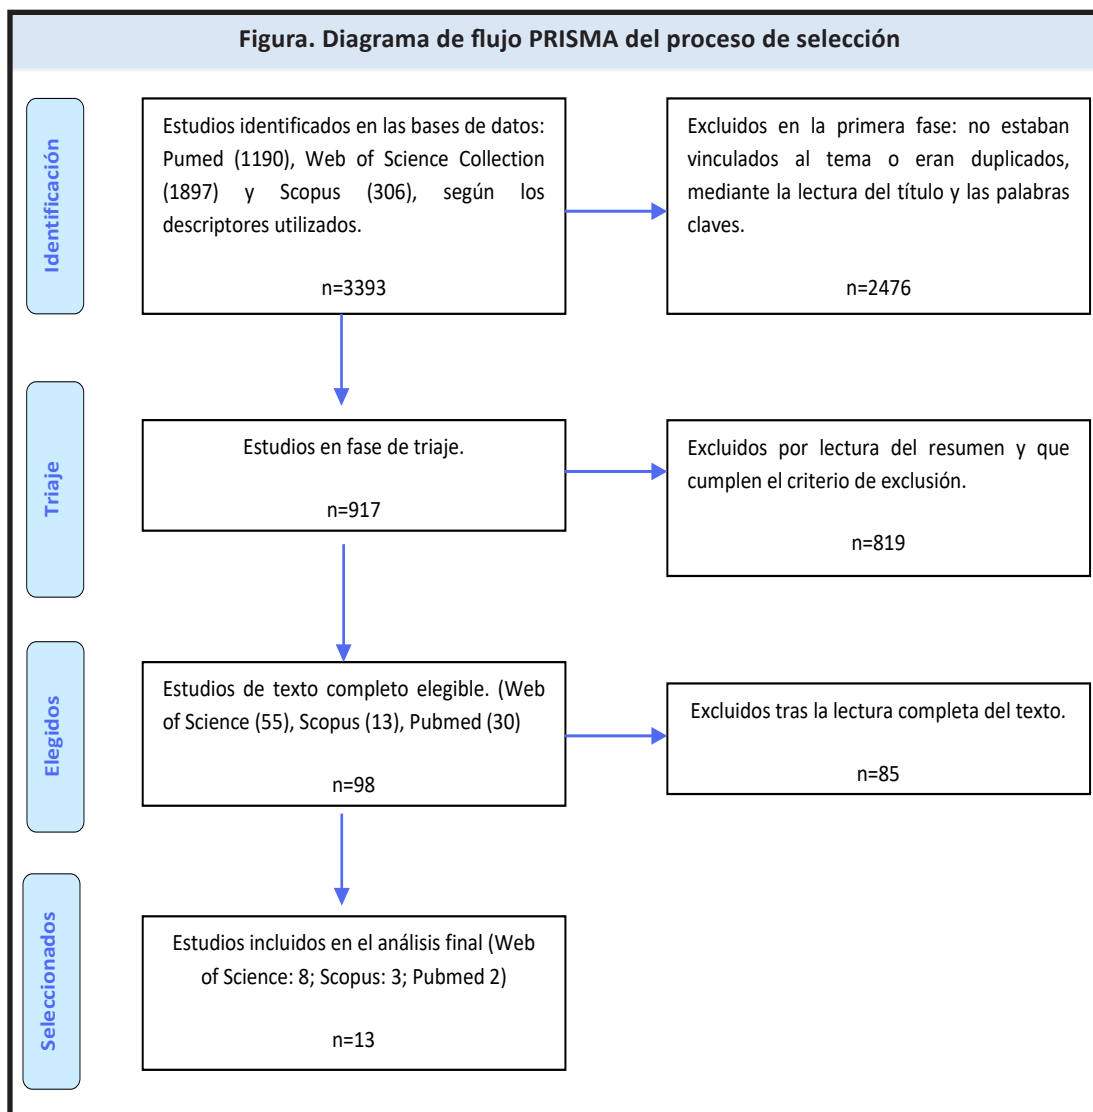 Figura. Diagrama de flujo PRISMA del proceso de selección
Identificación
Estudios identificados en las bases de datos:
Pumed (1190), Web of Science Collection
(1897) y Scopus (306), según los
descriptores utilizados.
n=3393
Excluidos en la primera fase: no estaban
vinculados al tema o eran duplicados,
mediante la lectura del título y las palabras
claves.
n=2476
Triaje
Estudios en fase de triaje.
n=917
Excluidos por lectura del resumen y que
cumplen el criterio de exclusión.
n=819
Elegidos
Estudios de texto completo elegible. (Web
of Science (55), Scopus (13), Pubmed (30)
n=98
Excluidos tras la lectura completa del texto.
n=85
Seleccionados
Estudios incluidos en el análisis final (Web
of Science: 8; Scopus: 3; Pubmed 2)
n=13